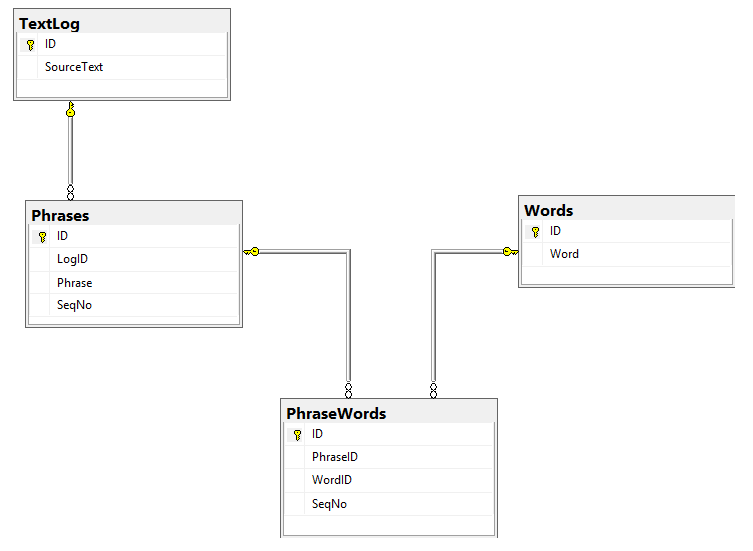 TextLog
ID
SourceText
Phrases
ID
LogID
Phrase
SeqNo
Words
ID
Word
PhraseWords
ID
PhraseID
WordID
SeqNo